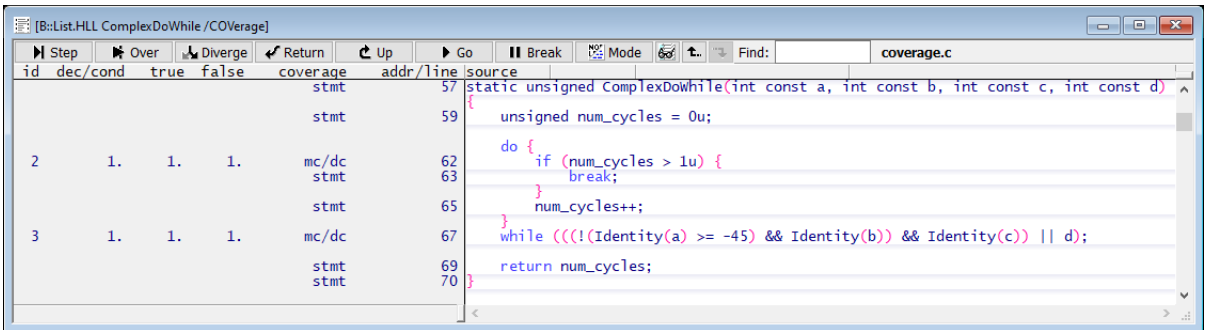 [B::List.HLL ComplexDoWhile /COVerage]
Step Over Diverge Return Up Go Break Mode Find: coverage.c
id dec/cond true false coverage addr/line source
stmt 57 static unsigned ComplexDoWhile(int const a, int const b, int const c, int const d)
{
stmt 59 unsigned num_cycles = 0u;
do {
2 1. 1. 1. mc/dc 62 if (num_cycles > 1u) {
stmt 63 break;
}
stmt 65 num_cycles++;
}
3 1. 1. 1. mc/dc 67 while (((!(Identity(a) >= -45) && Identity(b)) && Identity(c)) || d);
stmt 69 return num_cycles;
stmt 70 }